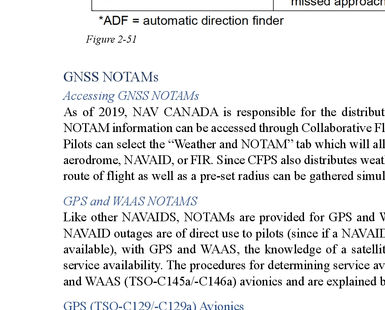 missed approach
*ADF = automatic direction finder
Figure 2-51
GNSS NOTAMs
Accessing GNSS NOTAMs
As of 2019, NAV CANADA is responsible for the distribut
NOTAM information can be accessed through Collaborative Fl
Pilots can select the “Weather and NOTAM” tab which will all
aerodrome, NAVAID, or FIR. Since CFPS also distributes weat
route of flight as well as a pre-set radius can be gathered simul
GPS and WAAS NOTAMS
Like other NAVAIDS, NOTAMs are provided for GPS and W
NAVAID outages are of direct use to pilots (since if a NAVAID
available), with GPS and WAAS, the knowledge of a satellit
service availability. The procedures for determining service av
and WAAS (TSO-C145a/-C146a) avionics and are explained b
GPS (TSO-C129/-C129a) Avionics